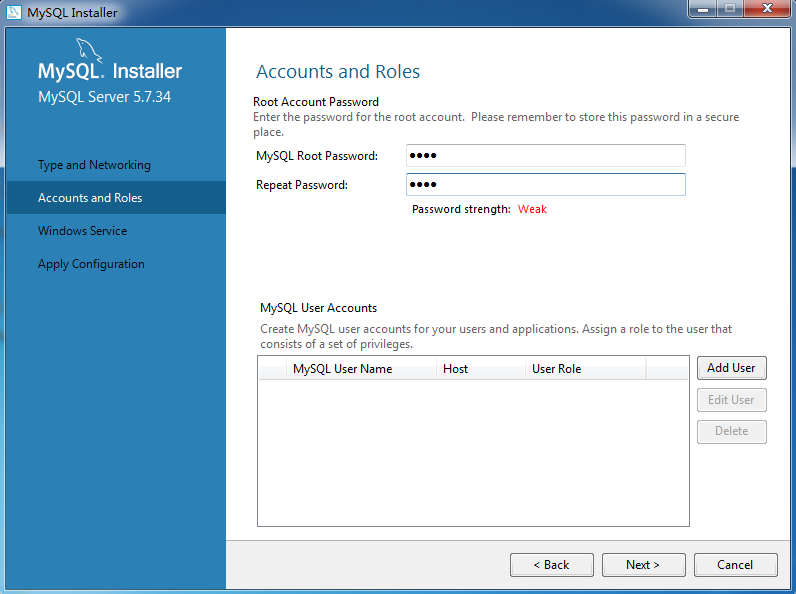 MySQL Installer
MySQL. Installer
MySQL Server 5.7.34
Type and Networking
Accounts and Roles
Windows Service
Apply Configuration
Accounts and Roles
Root Account Password
Enter the password for the root account.  Please remember to store this password in a secure
place.
MySQL Root Password: ●●●●
Repeat Password: ●●●●
Password strength: Weak
MySQL User Accounts
Create MySQL user accounts for your users and applications. Assign a role to the user that
consists of a set of privileges.
MySQL User Name Host User Role
Add User
Edit User
Delete
< Back Next > Cancel